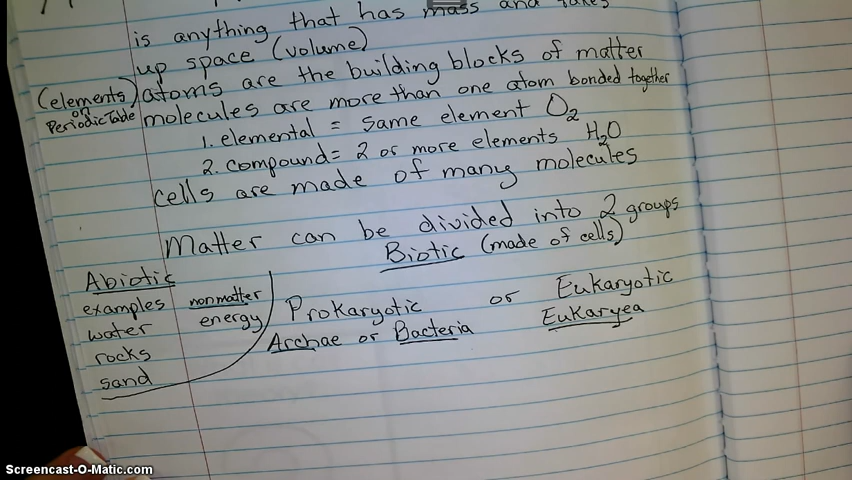 is anything that has mass and takes
up space (volume)
(elements on Periodic Table) atoms are the building blocks of matter
molecules are more than one atom bonded together
1. elemental = same element O₂
2. compound = 2 or more elements H₂O
cells are made of many molecules
Matter can be divided into 2 groups
Abiotic
Biotic (made of cells)
examples nonmatter
water energy
rocks
sand
Prokaryotic or Eukaryotic
Archae or Bacteria Eukaryea
Screencast-O-Matic.com